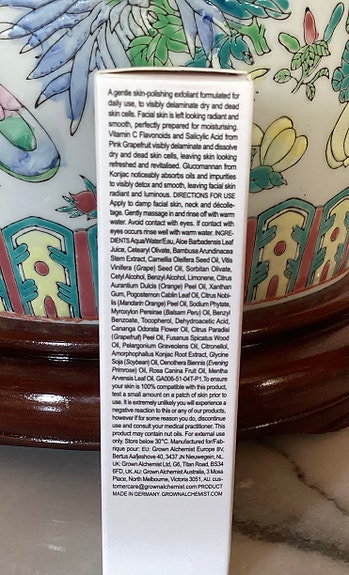 A gentle skin-polishing exfoliant formulated for
daily use, to visibly delaminate dry and dead
skin cells. Facial skin is left looking radiant and
smooth, perfectly prepared for moisturising.
Vitamin C Flavonoids and Salicylic Acid from
Pink Grapefruit visibly delaminate and dissolve
dry and dead skin cells, leaving skin looking
refreshed and revitalised. Glucomannan from
Konjac noticeably absorbs oil and impurities
to visibly detox and smooth, leaving facial skin
radiant and luminous. DIRECTIONS FOR USE
Apply to damp facial skin, neck and décolle-
tage. Gently massage in and rinse off with warm
water. Avoid contact with eyes. If contact with
eyes occurs rinse well with warm water. INGRE-
DIENTS Aqua/Water/Eau, Aloe Barbadensis Leaf
Juice, Cetearyl Olivate, Bambusa Arundinacea
Stem Extract, Camellia Oleifera Seed Oil, Vitis
Vinifera (Grape) Seed Oil, Sorbitan Olivate,
Cetyl Alcohol, Benzyl Alcohol, Limonene, Citrus
Aurantium Dulcis (Orange) Peel Oil, Xanthan
Gum, Pogostemon Cablin Leaf Oil, Citrus Nobi-
lis (Mandarin Orange) Peel Oil, Sodium Phytate,
Myroxylon Pereirae (Balsam Peru) Oil, Benzyl
Benzoate, Tocopherol, Dehydroacetic Acid,
Cananga Odorata Flower Oil, Citrus Paradisi
(Grapefruit) Peel Oil, Fusanus Spicatus Wood
Oil, Pelargonium Graveolens Oil, Citronellol,
Amorphophallus Konjac Root Extract, Glycine
Soja (Soybean) Oil, Oenothera Biennis (Evening
Primrose) Oil, Rosa Canina Fruit Oil, Mentha
Arvensis Leaf Oil. GA006-51-04T-P1. To ensure
your skin is 100% compatible with this product,
test a small amount on a patch of skin prior to
use. It is extremely unlikely you will experience a
negative reaction to this or any of our products,
however if for some reason you do, discontinue
use and consult your medical practitioner. This
product may contain nut oils. For external use
only. Store below 30°C. Manufactured for/Fab-
rique pour: EU: Grown Alchemist Europe BV,
Bertus Aafjeshove 40, 3437 JN Nieuwegein, NL.
UK: Grown Alchemist Ltd, G6, Titan Road, BS34
6FD, UK. AU: Grown Alchemist Australia, 3 Moss
Place, North Melbourne, Victoria 3051, AU. cus-
tomercare@grownalchemist.com PRODUCT
MADE IN GERMANY. GROWNALCHEMIST.COM